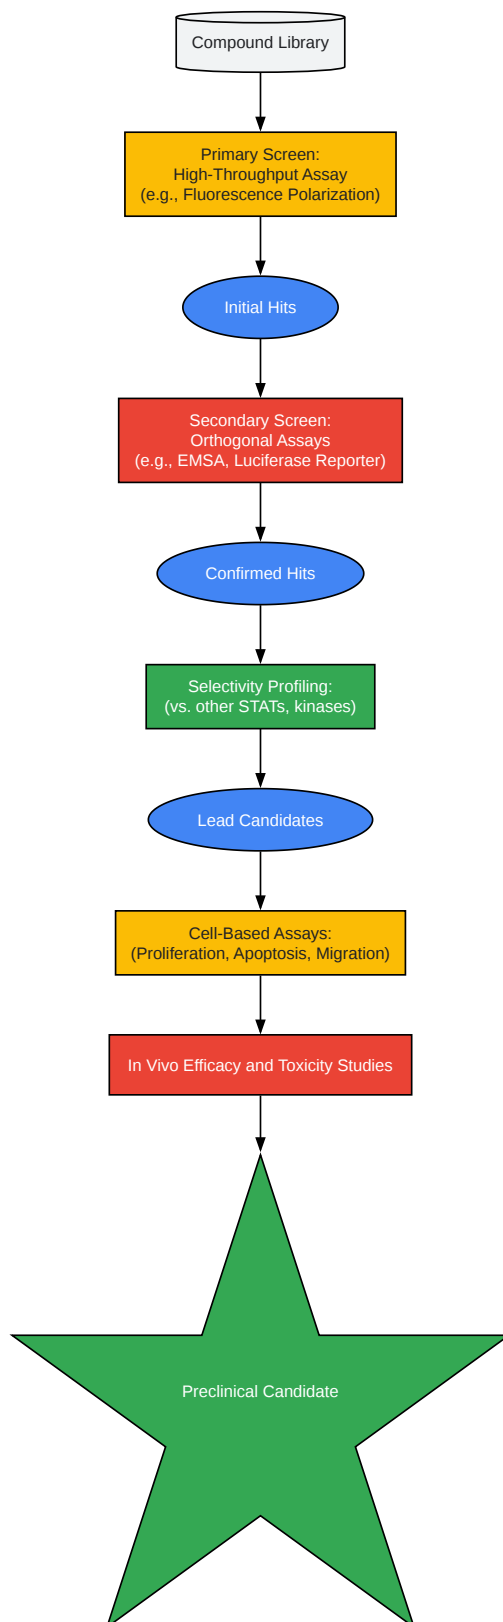 Compound Library
Primary Screen:
High-Throughput Assay
(e.g., Fluorescence Polarization)
Initial Hits
Secondary Screen:
Orthogonal Assays
(e.g., EMSA, Luciferase Reporter)
Confirmed Hits
Selectivity Profiling:
(vs. other STATs, kinases)
Lead Candidates
Cell-Based Assays:
(Proliferation, Apoptosis, Migration)
In Vivo Efficacy and Toxicity Studies
Preclinical Candidate